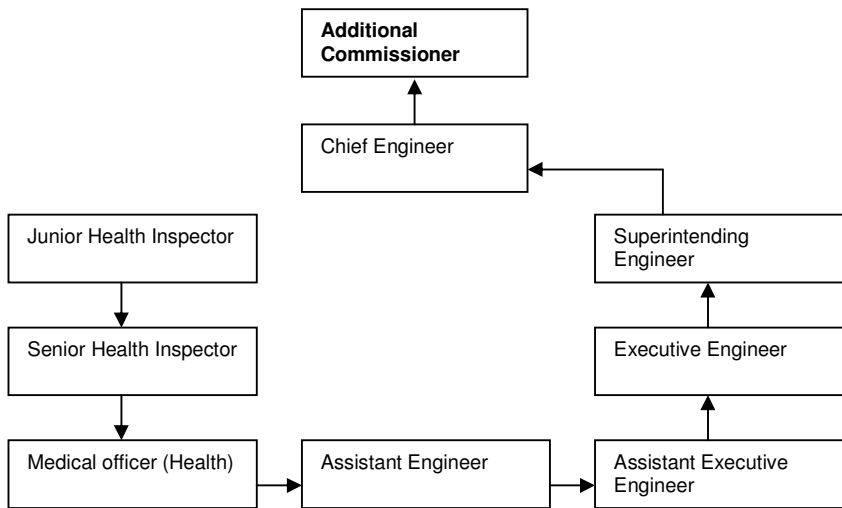 Additional
Commissioner
Chief Engineer
Junior Health Inspector
Superintending
Engineer
Senior Health Inspector
Executive Engineer
Medical officer (Health)
Assistant Engineer
Assistant Executive
Engineer